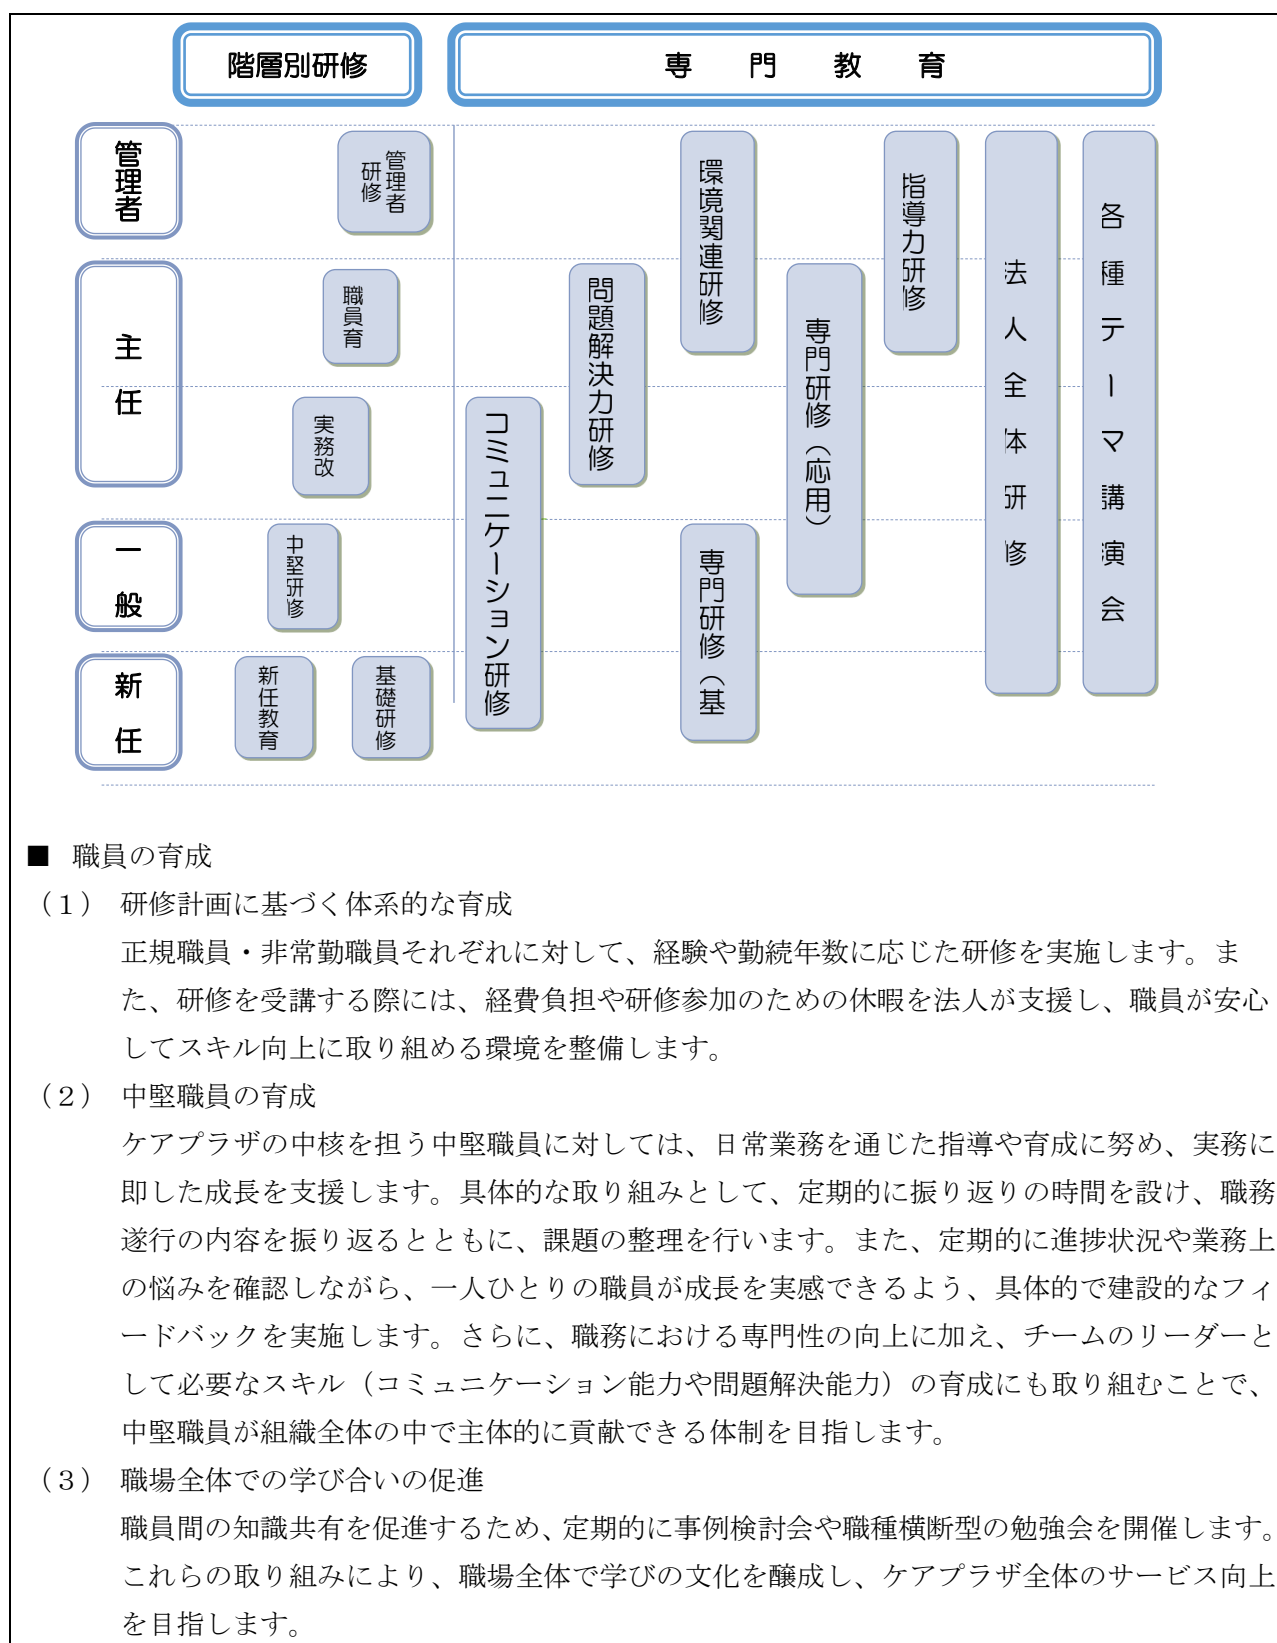 階層別研修
専門教育
管理者
主任
一般
新任
管理者研修
職員育
実務改
中堅研修
新任教育
基礎研修
コミュニケーション研修
問題解決力研修
環境関連研修
専門研修（基
専門研修（応用）
指導力研修
法人全体研修
各種テーマ講演会
■ 職員の育成
（１） 研修計画に基づく体系的な育成
正規職員・非常勤職員それぞれに対して、経験や勤続年数に応じた研修を実施します。ま
た、研修を受講する際には、経費負担や研修参加のための休暇を法人が支援し、職員が安心
してスキル向上に取り組める環境を整備します。
（２） 中堅職員の育成
ケアプラザの中核を担う中堅職員に対しては、日常業務を通じた指導や育成に努め、実務に
即した成長を支援します。具体的な取り組みとして、定期的に振り返りの時間を設け、職務
遂行の内容を振り返るとともに、課題の整理を行います。また、定期的に進捗状況や業務上
の悩みを確認しながら、一人ひとりの職員が成長を実感できるよう、具体的で建設的なフィ
ードバックを実施します。さらに、職務における専門性の向上に加え、チームのリーダーと
して必要なスキル（コミュニケーション能力や問題解決能力）の育成にも取り組むことで、
中堅職員が組織全体の中で主体的に貢献できる体制を目指します。
（３） 職場全体での学び合いの促進
職員間の知識共有を促進するため、定期的に事例検討会や職種横断型の勉強会を開催します。
これらの取り組みにより、職場全体で学びの文化を醸成し、ケアプラザ全体のサービス向上
を目指します。